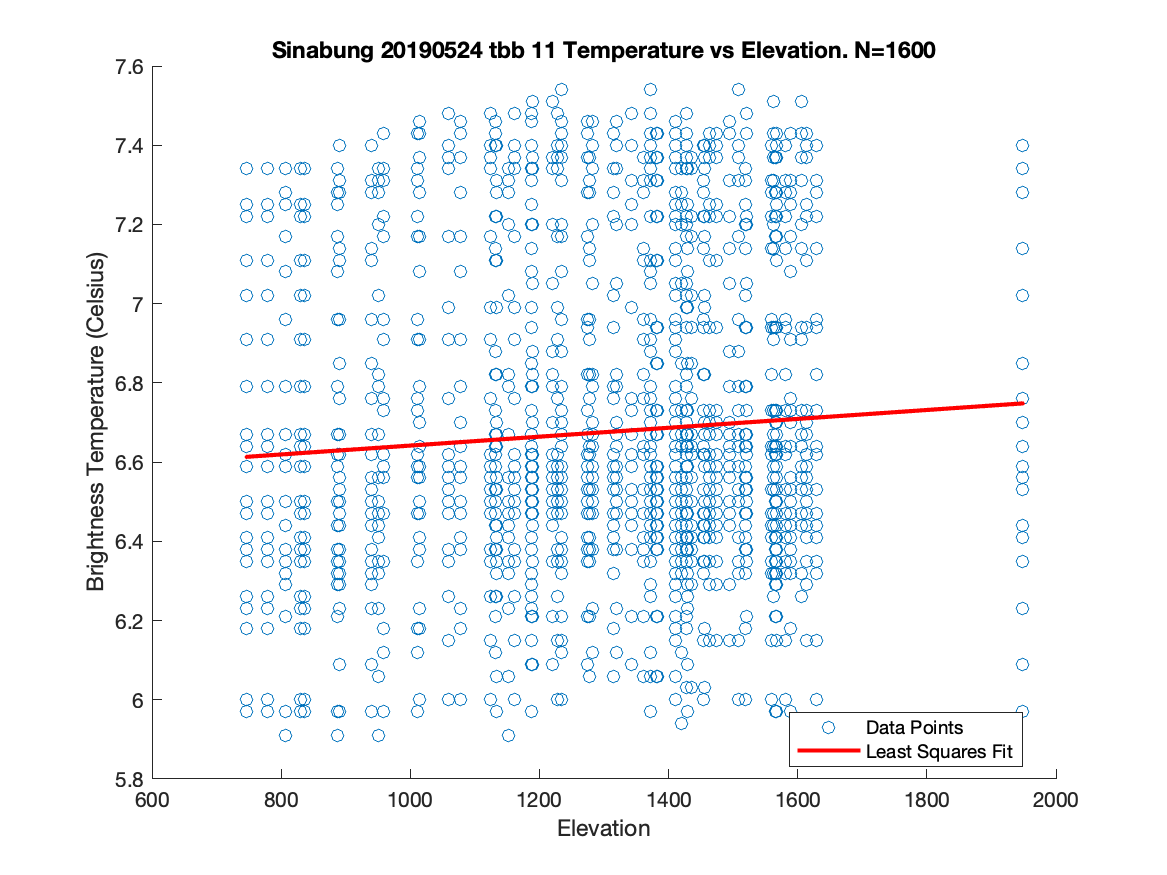 Sinabung 20190524 tbb 11 Temperature vs Elevation. N=1600
7.6
7.4
7.2
7
6.8
6.6
6.4
6.2
6
5.8
Brightness Temperature (Celsius)
Data Points
Least Squares Fit
600 800 1000 1200 1400 1600 1800 2000
Elevation